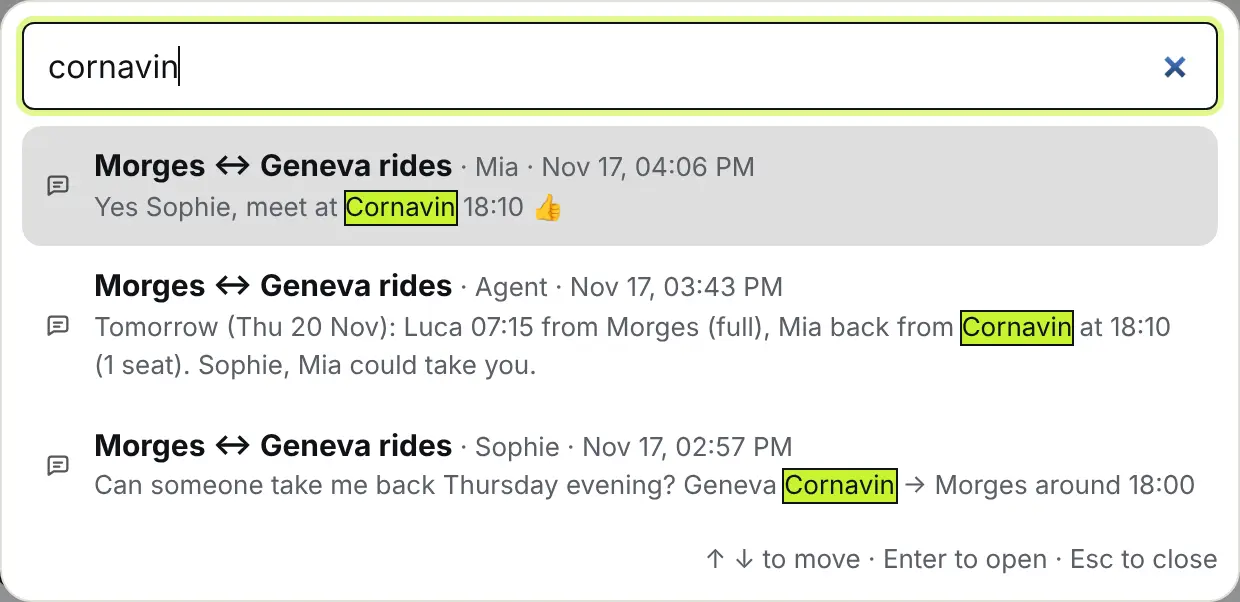 cornavin
Morges ↔ Geneva rides · Mia · Nov 17, 04:06 PM
Yes Sophie, meet at Cornavin 18:10 👍
Morges ↔ Geneva rides · Agent · Nov 17, 03:43 PM
Tomorrow (Thu 20 Nov): Luca 07:15 from Morges (full), Mia back from Cornavin at 18:10
(1 seat). Sophie, Mia could take you.
Morges ↔ Geneva rides · Sophie · Nov 17, 02:57 PM
Can someone take me back Thursday evening? Geneva Cornavin → Morges around 18:00
↑ ↓ to move · Enter to open · Esc to close